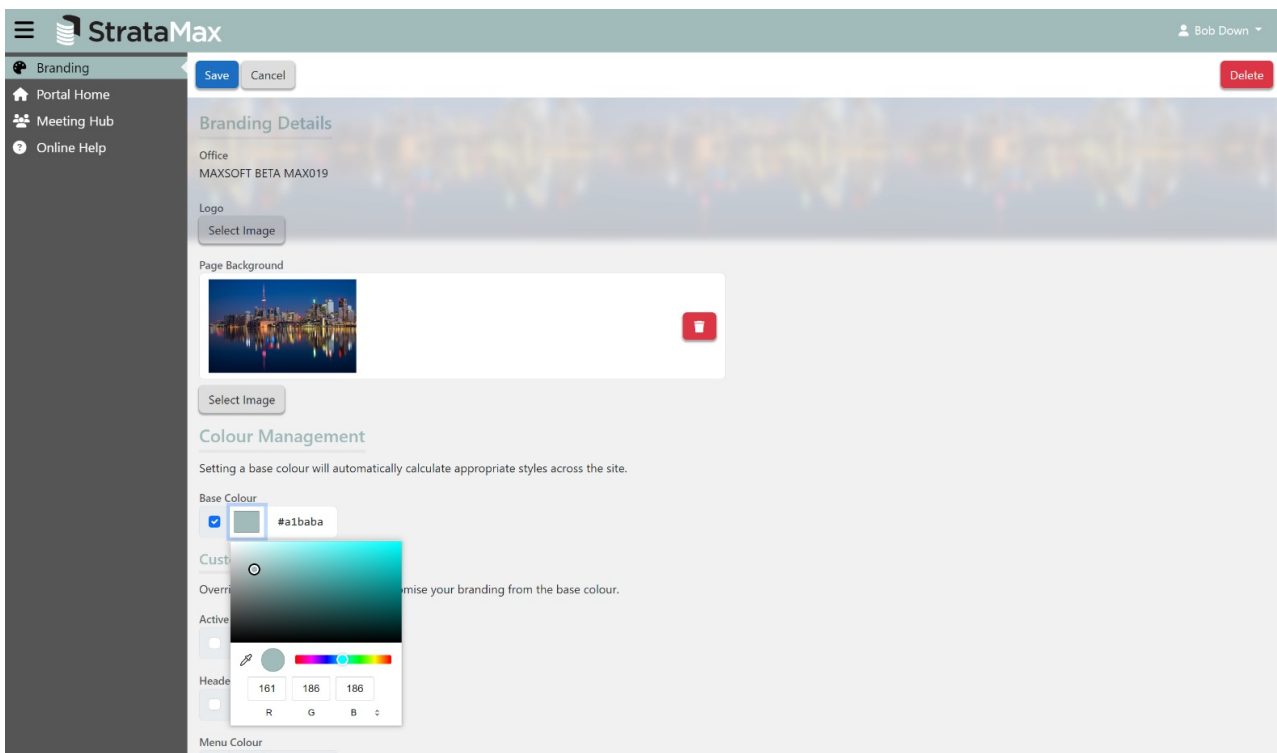 StrataMax
Bob Down
Branding
Portal Home
Meeting Hub
Online Help
Save
Cancel
Delete
Branding Details
Office
MAXSOFT BETA MAX019
Logo
Select Image
Page Background
Select Image
Colour Management
Setting a base colour will automatically calculate appropriate styles across the site.
Base Colour
#a1baba
your branding from the base colour.
Active
161 186 186
R G B
Menu Colour